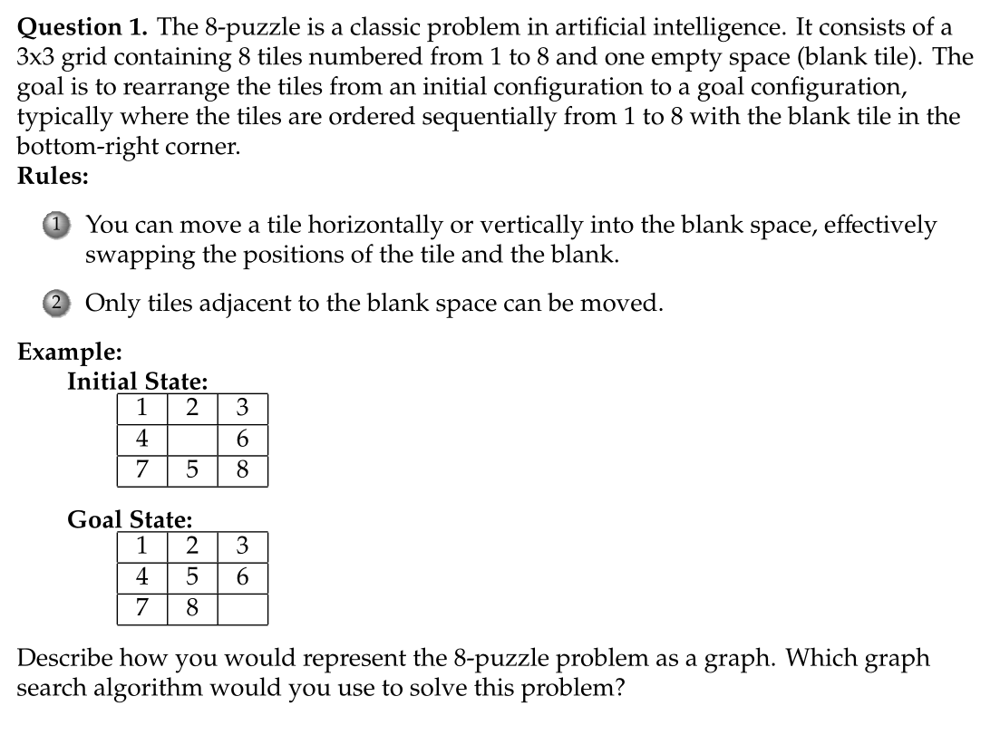 Question 1. The 8-puzzle is a classic problem in artificial intelligence. It consists of a
3x3 grid containing 8 tiles numbered from 1 to 8 and one empty space (blank tile). The
goal is to rearrange the tiles from an initial configuration to a goal configuration,
typically where the tiles are ordered sequentially from 1 to 8 with the blank tile in the
bottom-right corner.
Rules:
1 You can move a tile horizontally or vertically into the blank space, effectively
swapping the positions of the tile and the blank.
2 Only tiles adjacent to the blank space can be moved.
Example:
Initial State:
1 2 3
4 6
7 5 8
Goal State:
1 2 3
4 5 6
7 8
Describe how you would represent the 8-puzzle problem as a graph. Which graph
search algorithm would you use to solve this problem?